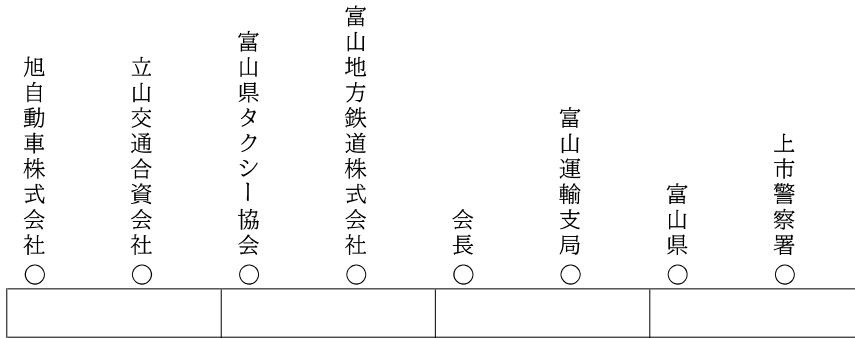 上市警察署○
富山県○
富山運輸支局○
会長○
富山地方鉄道株式会社○
富山県タクシー協会○
立山交通合資会社○
旭自動車株式会社○